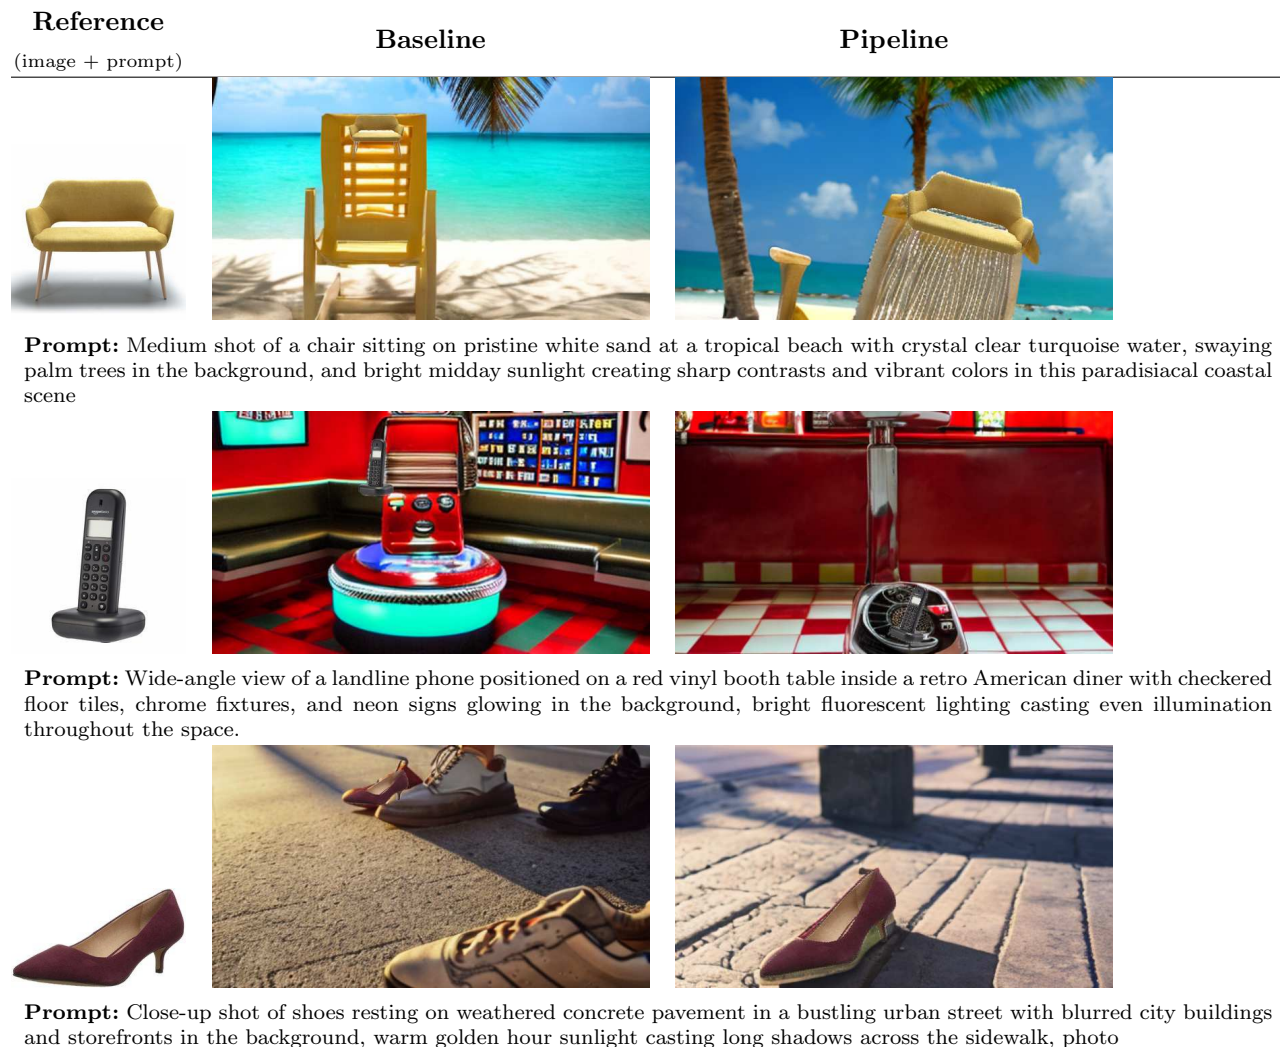 Reference
(image + prompt)
Baseline
Pipeline
Prompt: Medium shot of a chair sitting on pristine white sand at a tropical beach with crystal clear turquoise water, swaying
palm trees in the background, and bright midday sunlight creating sharp contrasts and vibrant colors in this paradisiacal coastal
scene
Prompt: Wide-angle view of a landline phone positioned on a red vinyl booth table inside a retro American diner with checkered
floor tiles, chrome fixtures, and neon signs glowing in the background, bright fluorescent lighting casting even illumination
throughout the space.
Prompt: Close-up shot of shoes resting on weathered concrete pavement in a bustling urban street with blurred city buildings
and storefronts in the background, warm golden hour sunlight casting long shadows across the sidewalk, photo